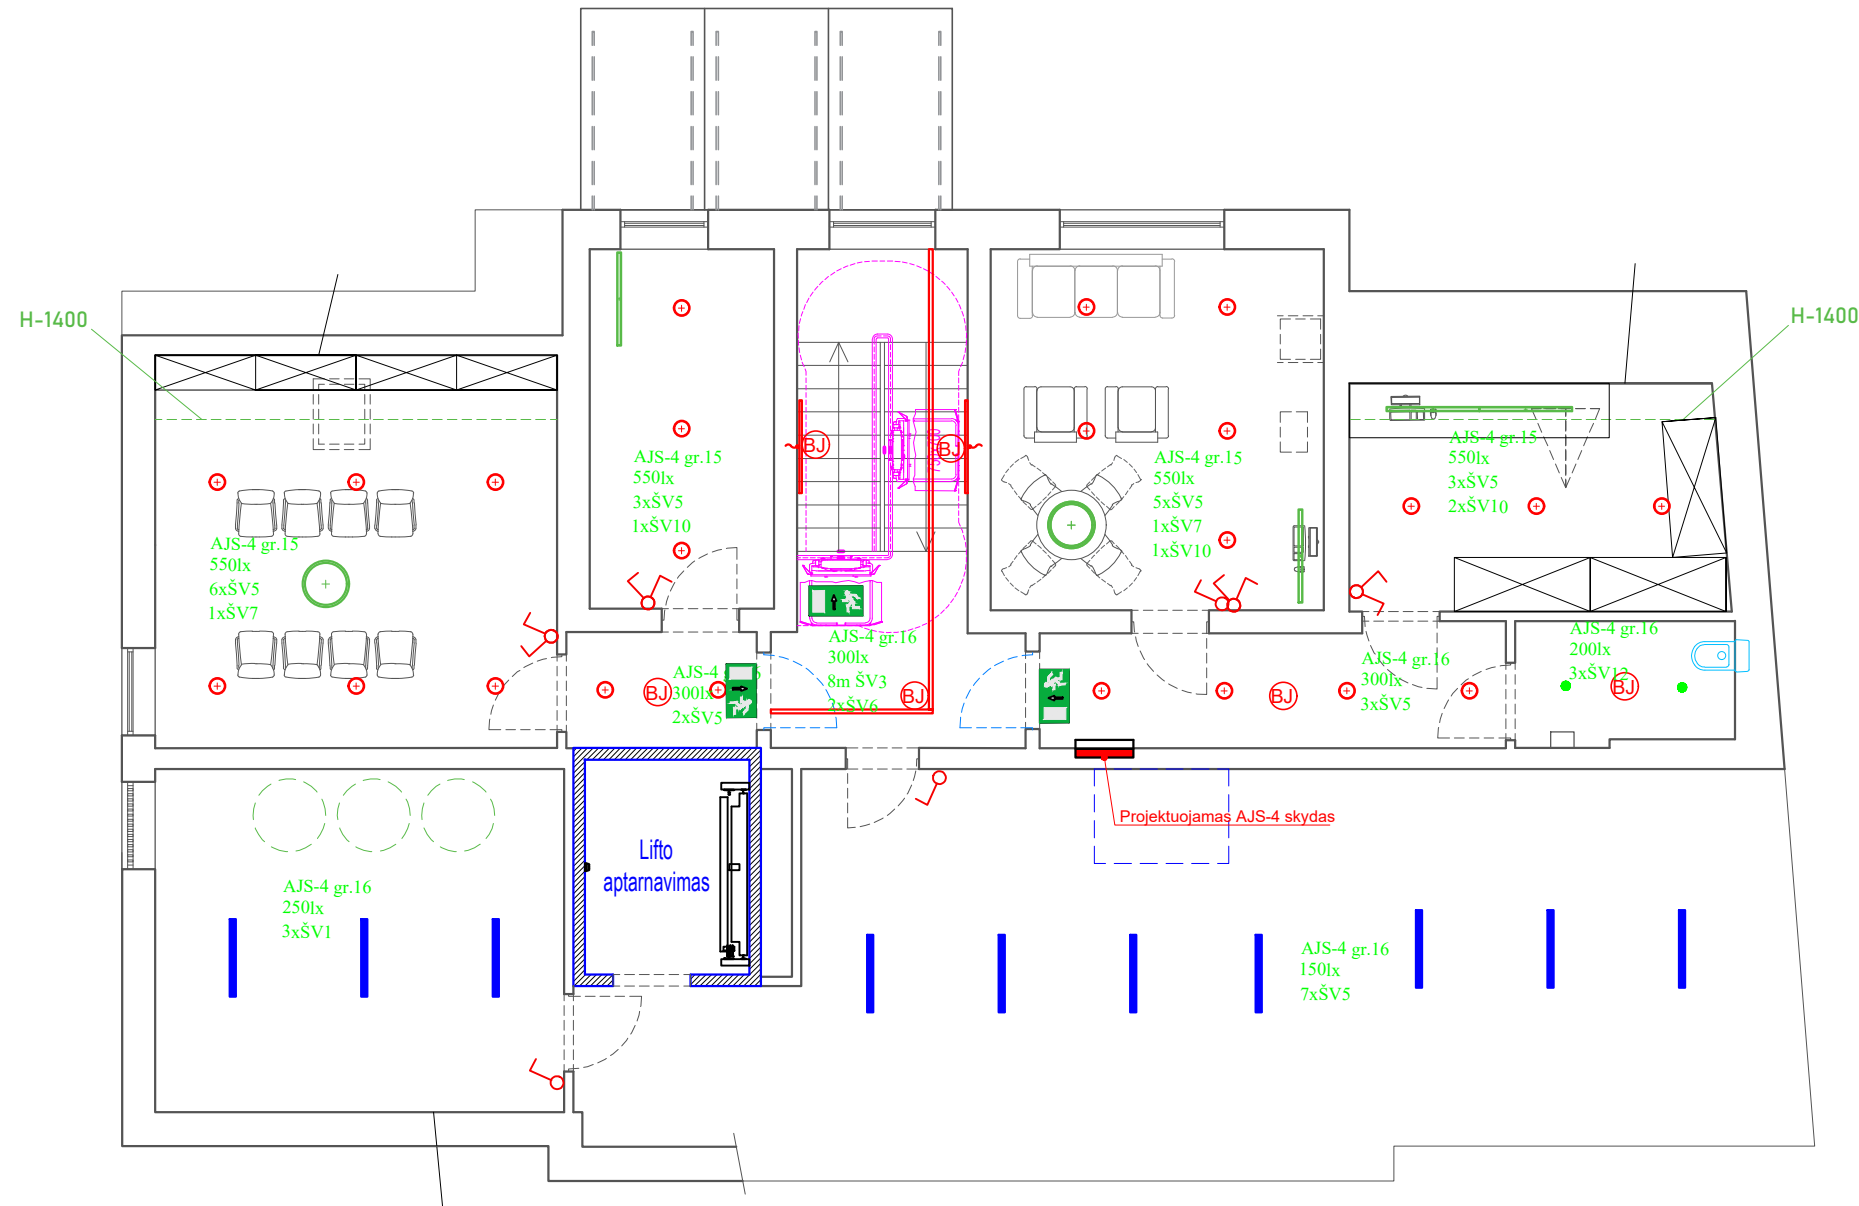 H-1400
H-1400
AJS-4 gr.15
550lx
6xŠV5
1xŠV7
AJS-4 gr.15
550lx
3xŠV5
1xŠV10
BJ
BJ
AJS-4 gr.15
550lx
5xŠV5
1xŠV7
1xŠV10
AJS-4 gr.15
550lx
3xŠV5
2xŠV10
AJS-4
300lx
2xŠV5
BJ
AJS-4 gr.16
300lx
8m ŠV3
2xŠV6
BJ
BJ
AJS-4 gr.16
300lx
3xŠV5
AJS-4 gr.16
200lx
3xŠV12
BJ
Projektuojamas AJS-4 skydas
Lifto
aptarnavimas
AJS-4 gr.16
250lx
3xŠV1
AJS-4 gr.16
150lx
7xŠV5